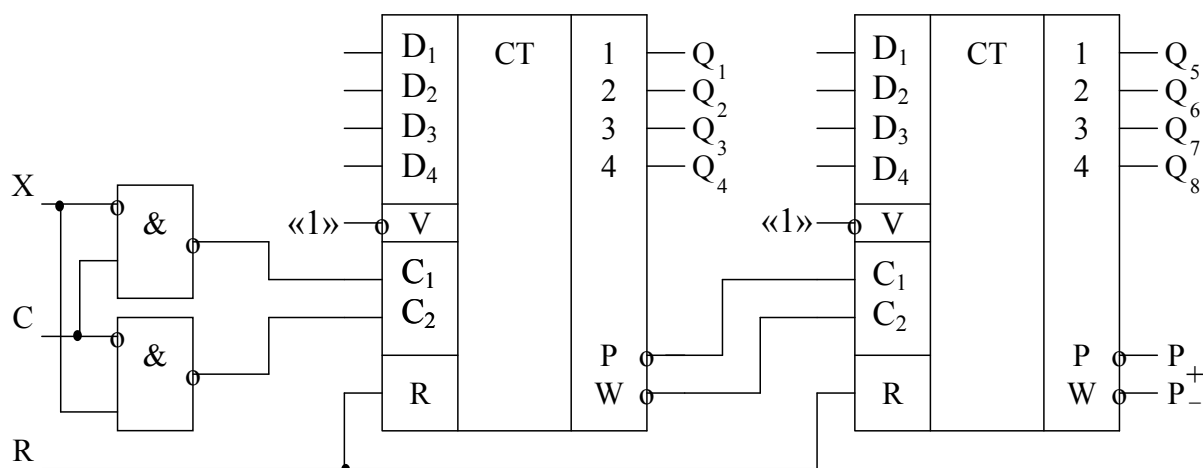 D₁ CT 1 Q₁ D₁ CT 1 Q₅
D₂ 2 Q₂ D₂ 2 Q₆
D₃ 3 Q₃ D₃ 3 Q₇
D₄ 4 Q₄ D₄ 4 Q₈
X
& «1» V «1» V
C₁ C₁
C C₂ C₂
& P P P₊
R W R W P₋
R